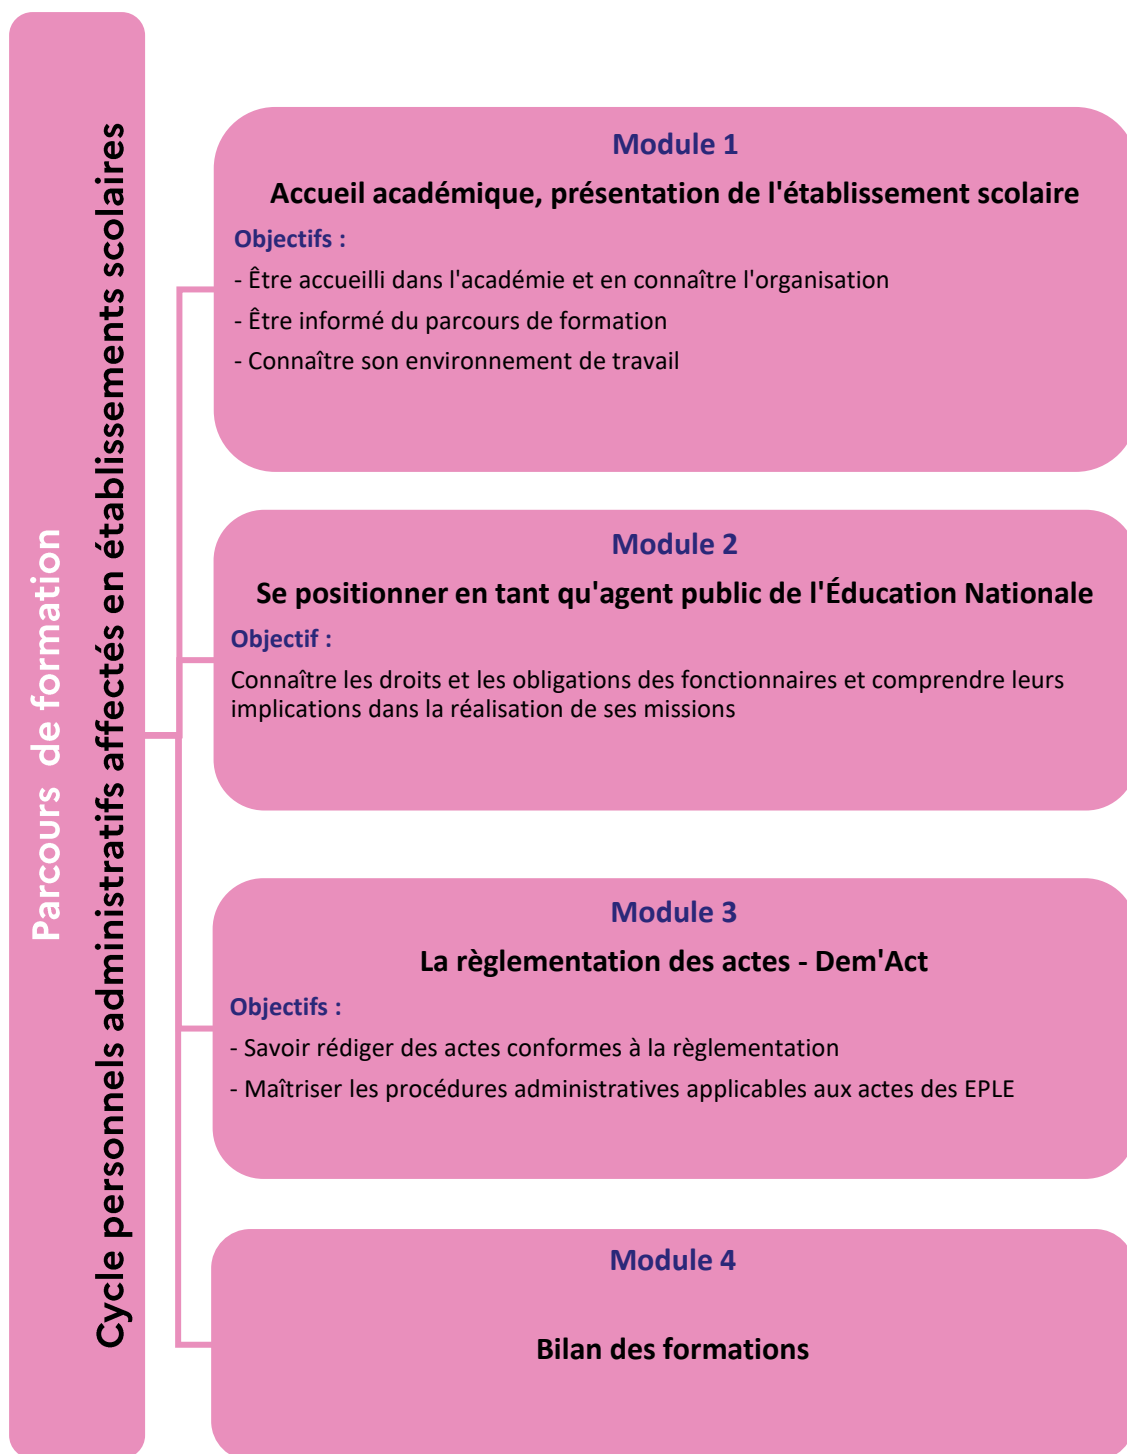 Parcours de formation
Cycle personnels administratifs affectés en établissements scolaires
Module 1
Accueil académique, présentation de l'établissement scolaire
Objectifs :
- Être accueilli dans l'académie et en connaître l'organisation
- Être informé du parcours de formation
- Connaître son environnement de travail
Module 2
Se positionner en tant qu'agent public de l'Éducation Nationale
Objectif :
Connaître les droits et les obligations des fonctionnaires et comprendre leurs
implications dans la réalisation de ses missions
Module 3
La règlementation des actes - Dem'Act
Objectifs :
- Savoir rédiger des actes conformes à la règlementation
- Maîtriser les procédures administratives applicables aux actes des EPLE
Module 4
Bilan des formations